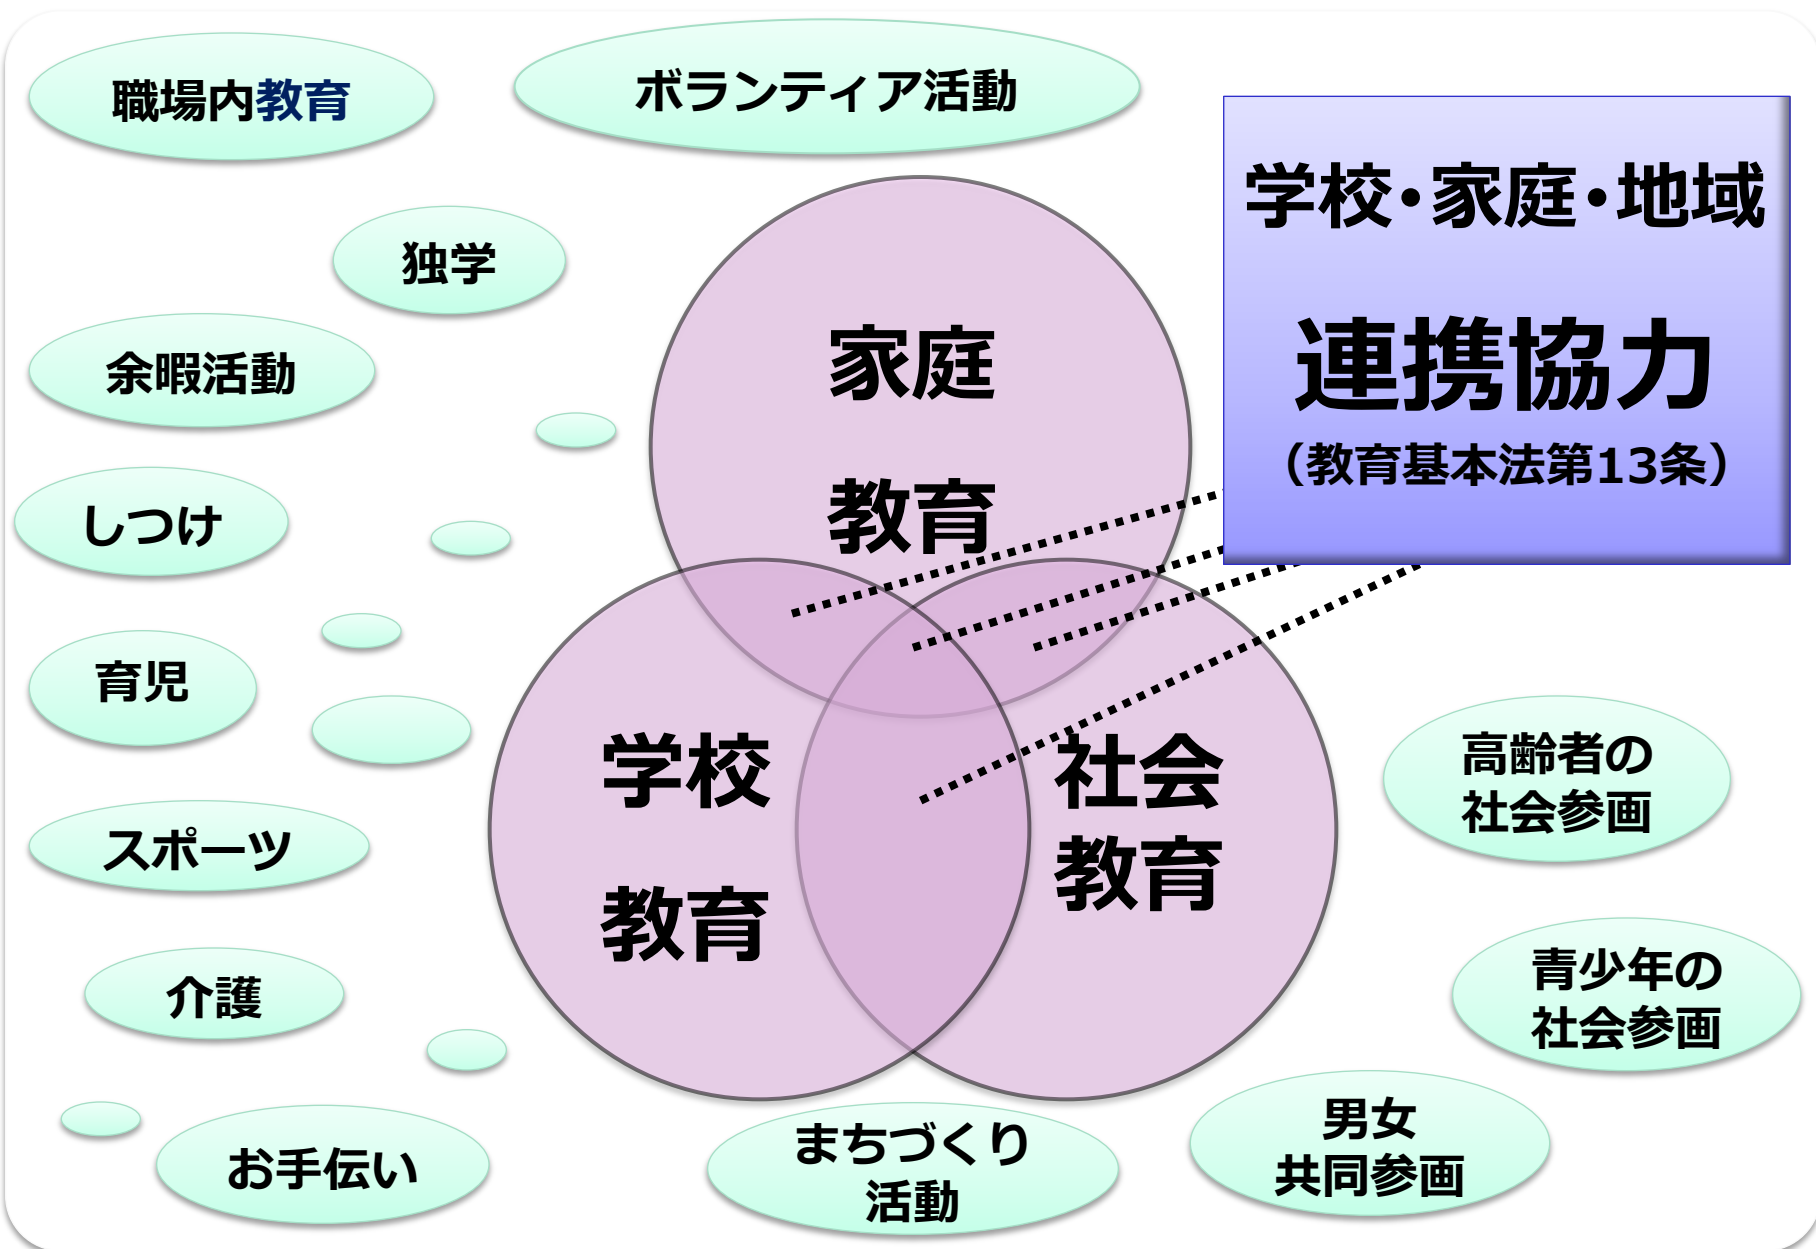 職場内教育
ボランティア活動
学校・家庭・地域
連携協力
（教育基本法第13条）
独学
余暇活動
しつけ
育児
スポーツ
介護
お手伝い
家庭
教育
学校
教育
社会
教育
高齢者の
社会参画
青少年の
社会参画
男女
共同参画
まちづくり
活動